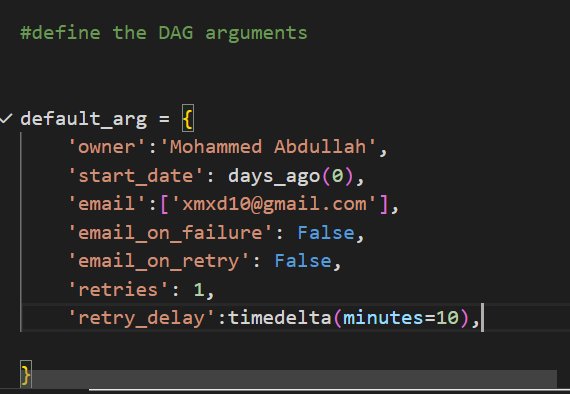 #define the DAG arguments
default_arg = {
'owner':'Mohammed Abdullah',
'start_date': days_ago(0),
'email':['xmxd10@gmail.com'],
'email_on_failure': False,
'email_on_retry': False,
'retries': 1,
'retry_delay':timedelta(minutes=10),
}